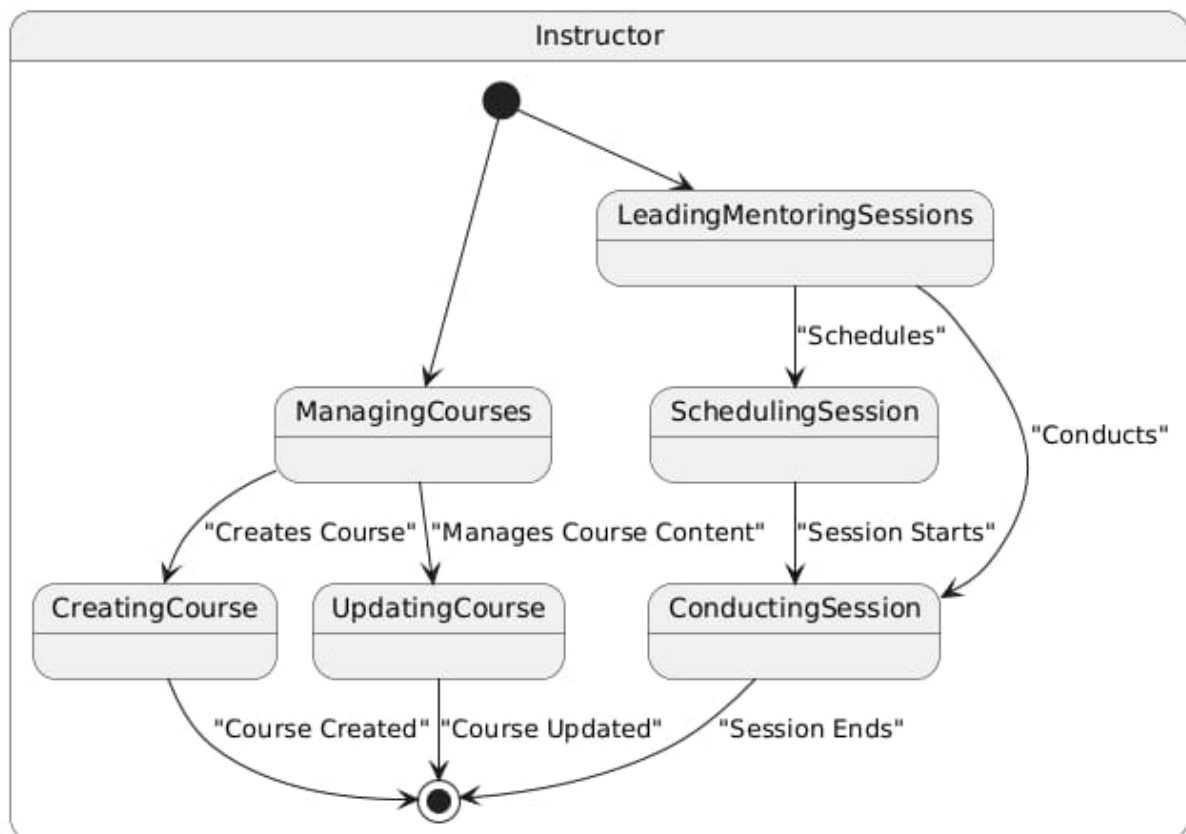 Instructor
LeadingMentoringSessions
"Schedules"
ManagingCourses
SchedulingSession
"Conducts"
"Creates Course"
"Manages Course Content"
"Session Starts"
CreatingCourse
UpdatingCourse
ConductingSession
"Course Created"
"Course Updated"
"Session Ends"